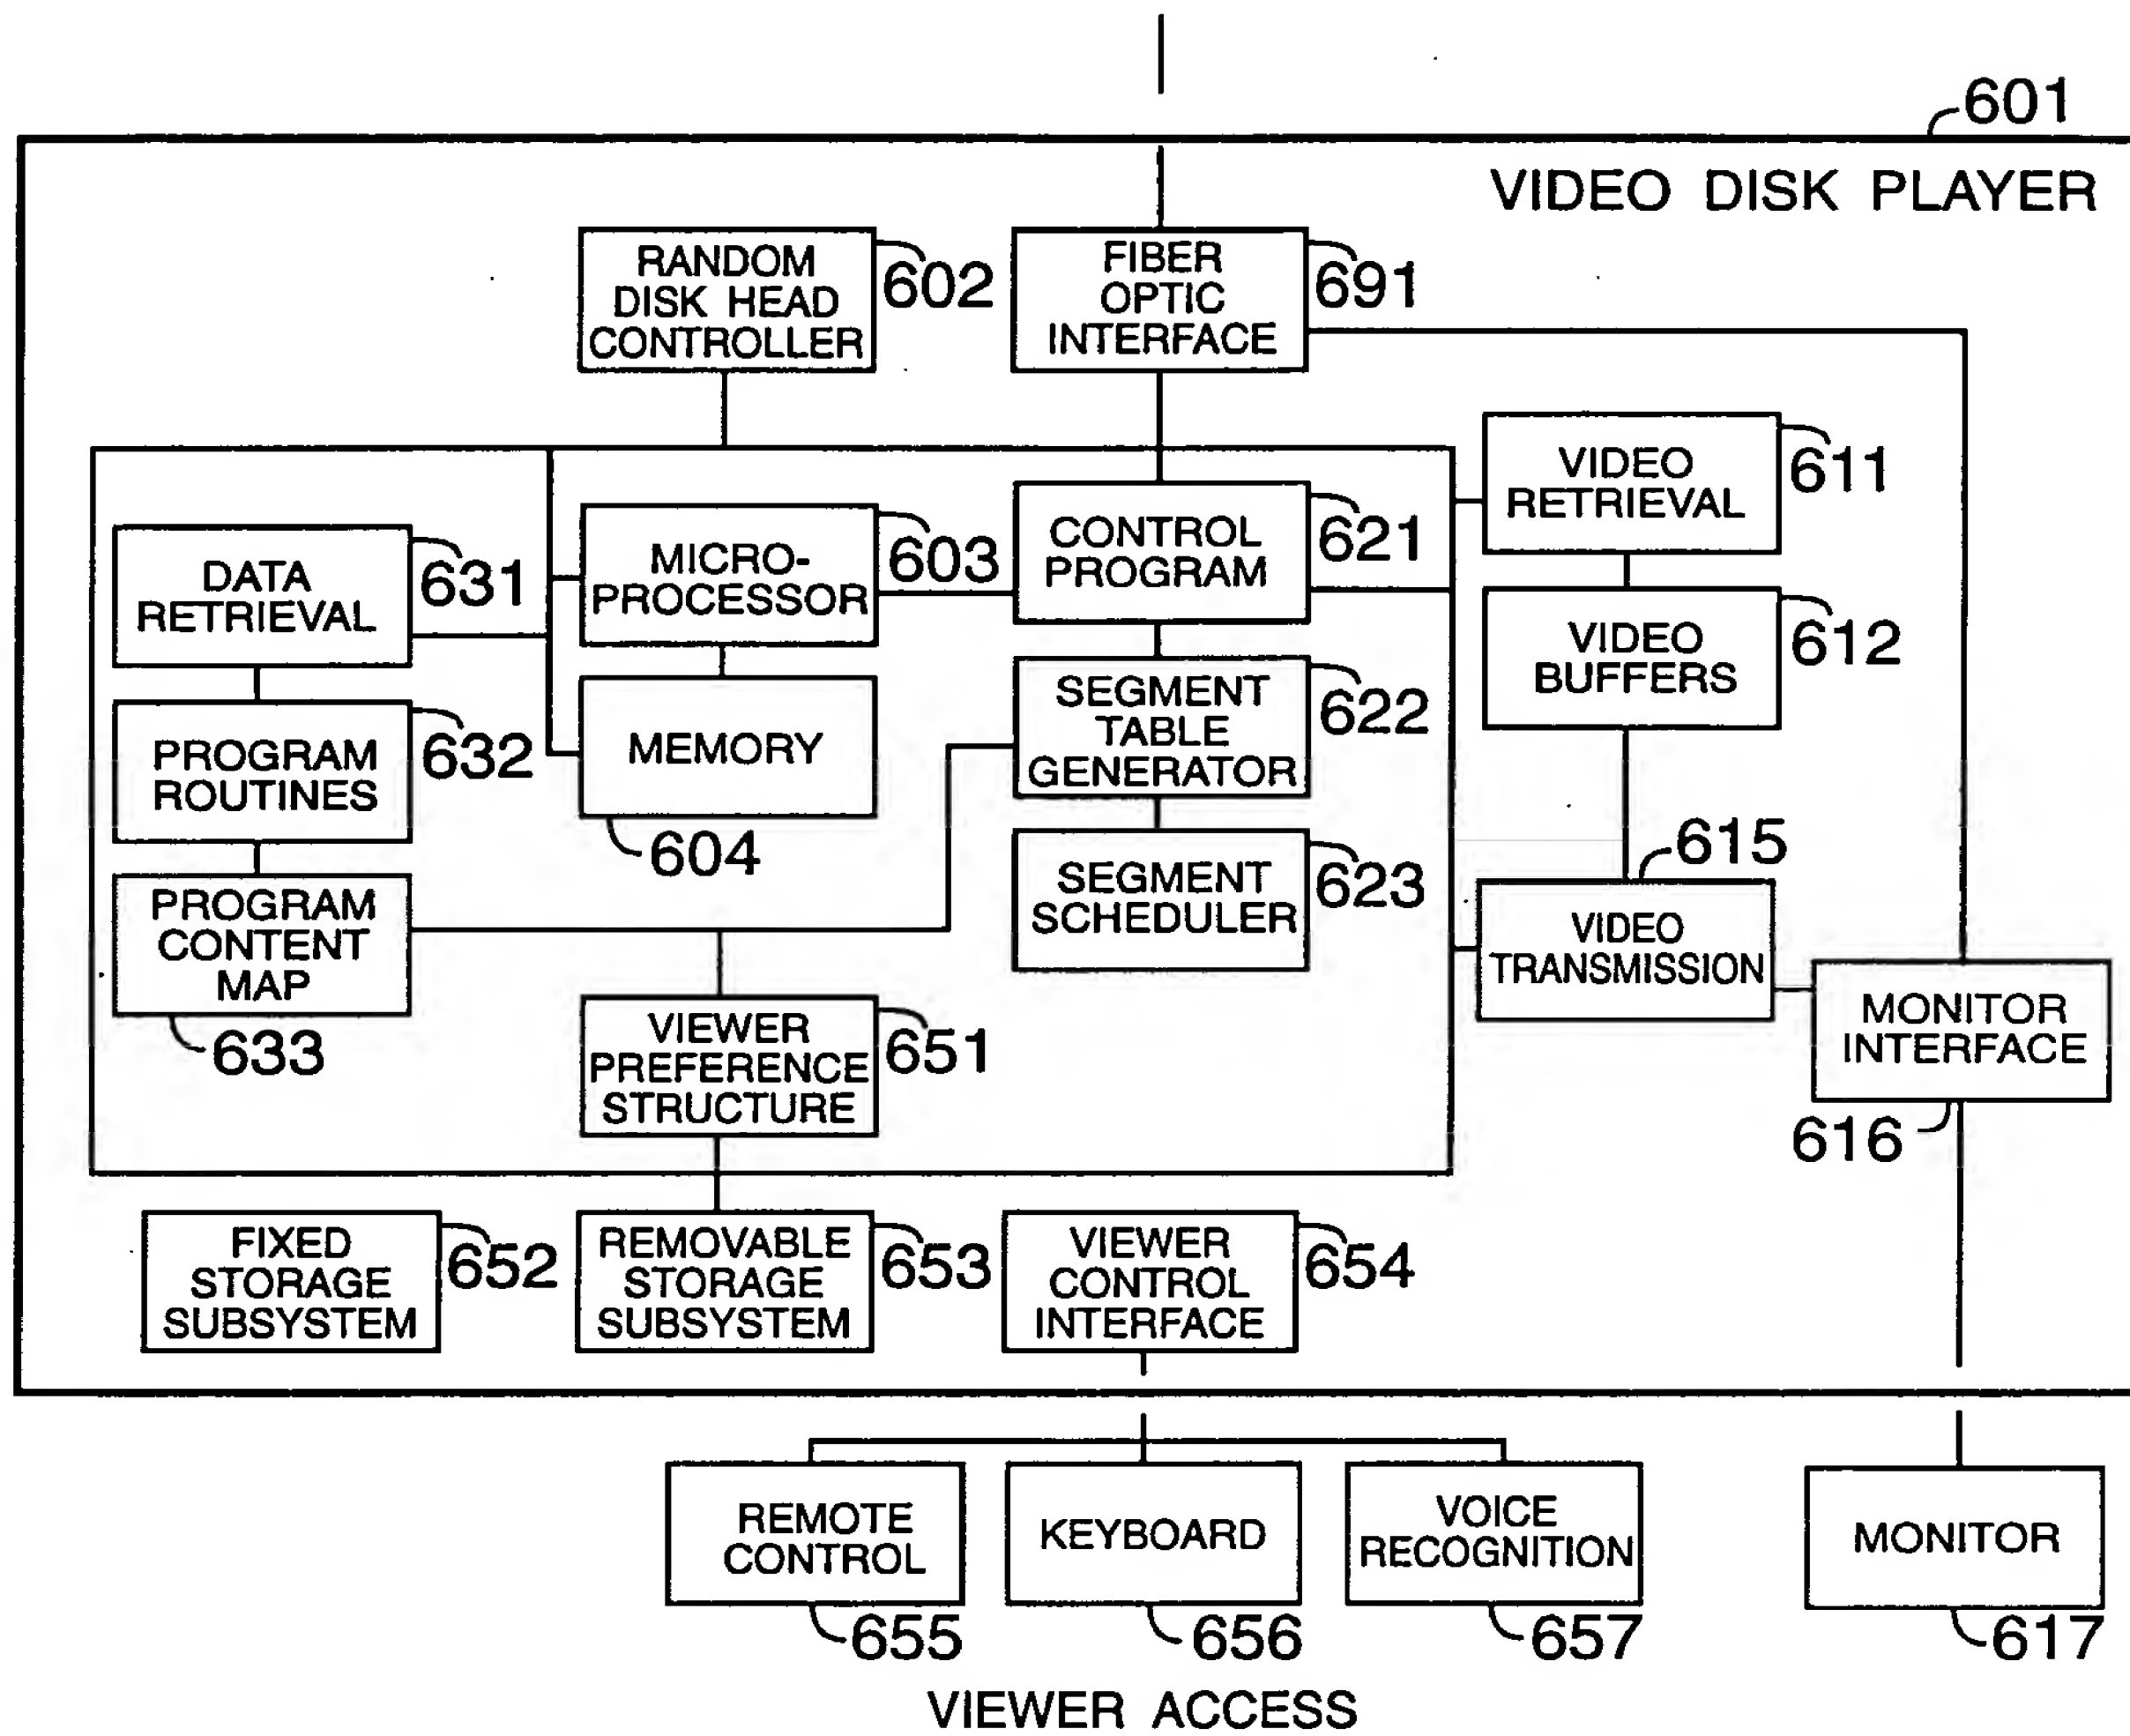 601
VIDEO DISK PLAYER
RANDOM
DISK HEAD
CONTROLLER
602
FIBER
OPTIC
INTERFACE
691
VIDEO
RETRIEVAL
611
DATA
RETRIEVAL
631
MICRO-
PROCESSOR
603
CONTROL
PROGRAM
621
VIDEO
BUFFERS
612
PROGRAM
ROUTINES
632
MEMORY
604
SEGMENT
TABLE
GENERATOR
622
PROGRAM
CONTENT
MAP
633
SEGMENT
SCHEDULER
623
615
VIDEO
TRANSMISSION
MONITOR
INTERFACE
616
VIEWER
PREFERENCE
STRUCTURE
651
FIXED
STORAGE
SUBSYSTEM
652
REMOVABLE
STORAGE
SUBSYSTEM
653
VIEWER
CONTROL
INTERFACE
654
REMOTE
CONTROL
655
KEYBOARD
656
VOICE
RECOGNITION
657
MONITOR
617
VIEWER ACCESS